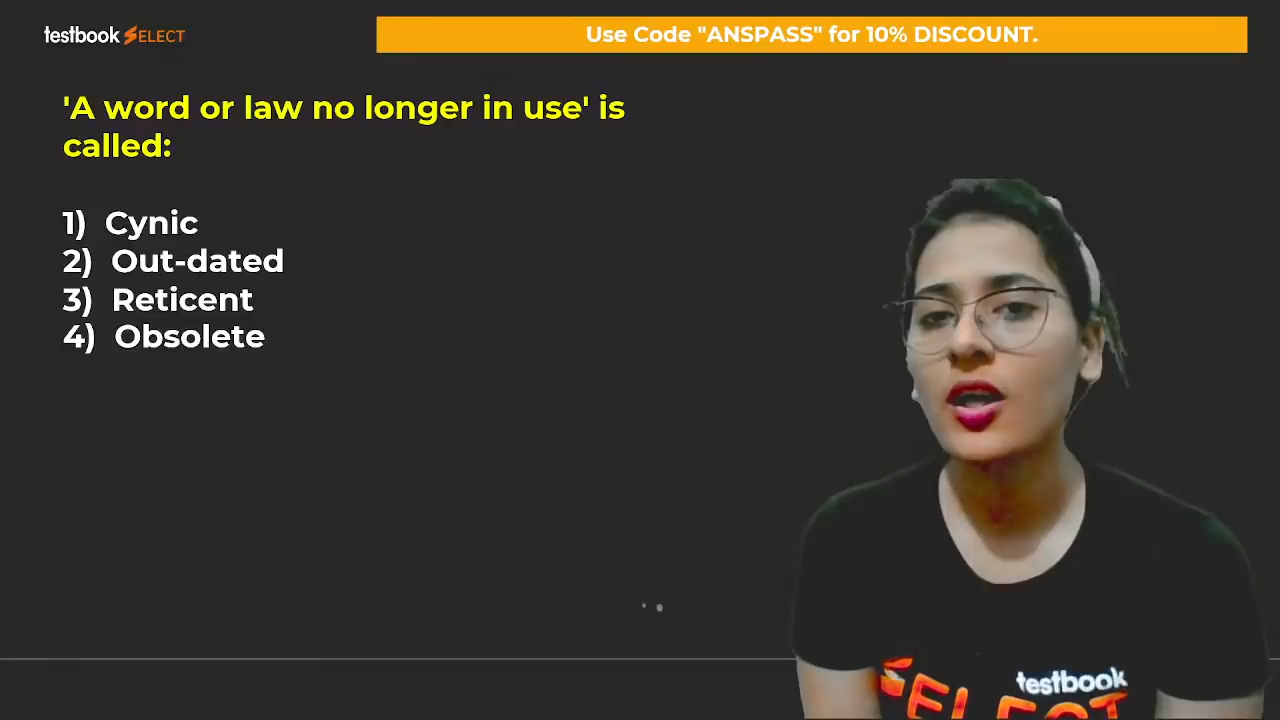 testbook SELECT
Use Code "ANSPASS" for 10% DISCOUNT.
'A word or law no longer in use' is
called:
1) Cynic
2) Out-dated
3) Reticent
4) Obsolete
testbook
SELECT